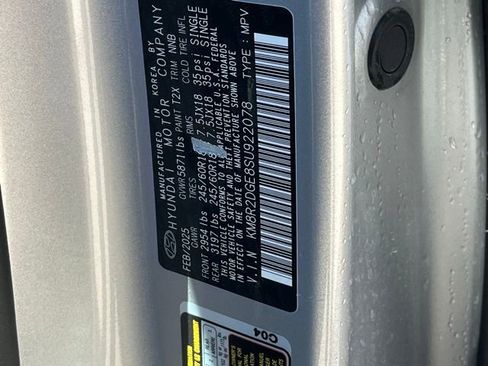 MANUFACTURED IN KOREA BY
HYUNDAI MOTOR COMPANY
FEB/2025 GVWR 5871 lbs PAINT T2X TRIM NNB
GAWR RIMS COLD TIRE INFL
FRONT 2954 lbs 245/60R18 7.5JX18 35psi SINGLE
REAR 3197 lbs 245/60R18 7.5JX18 35psi SINGLE
THIS VEHICLE CONFORMS TO ALL APPLICABLE U.S.A. FEDERAL
MOTOR VEHICLE SAFETY AND THEFT PREVENTION STANDARDS
IN EFFECT ON THE DATE OF MANUFACTURE SHOWN ABOVE
V.I.N KM8R2DGE8SU922078 TYPE : MPV
C04